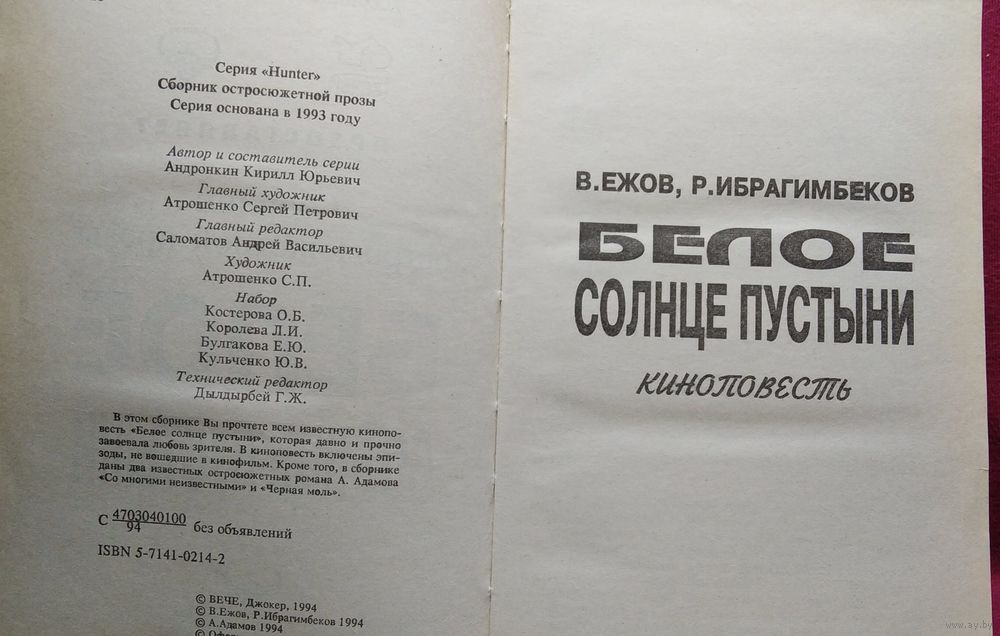 Серия «Hunter»
Сборник остросюжетной прозы
Серия основана в 1993 году
Автор и составитель серии
Андронкин Кирилл Юрьевич
Главный художник
Атрошенко Сергей Петрович
Главный редактор
Саломатов Андрей Васильевич
Художник
Атрошенко С.П.
Набор
Костерова О.Б.
Королева Л.И.
Булгакова Е.Ю.
Кульченко Ю.В.
Технический редактор
Дылдырбей Г.Ж.
В этом сборнике Вы прочтете всем известную кинопо-
весть «Белое солнце пустыни», которая давно и прочно
завоевала любовь зрителя. В киноповесть включены эпи-
зоды, не вошедшие в кинофильм. Кроме того, в сборнике
даны два известных остросюжетных романа А. Адамова
«Со многими неизвестными» и «Черная моль».
С 4703040100
94 без объявлений
ISBN 5-7141-0214-2
© ВЕЧЕ, Джокер, 1994
© В.Ежов, Р.Ибрагимбеков 1994
© А.Адамов 1994
В.ЕЖОВ, Р.ИБРАГИМБЕКОВ
БЕЛОЕ
СОЛНЦЕ ПУСТЫНИ
КИНОПОВЕСТЬ
www.ay.by